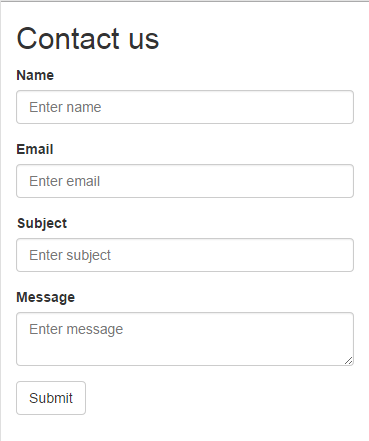 Contact us
Name
Enter name
Email
Enter email
Subject
Enter subject
Message
Enter message
Submit